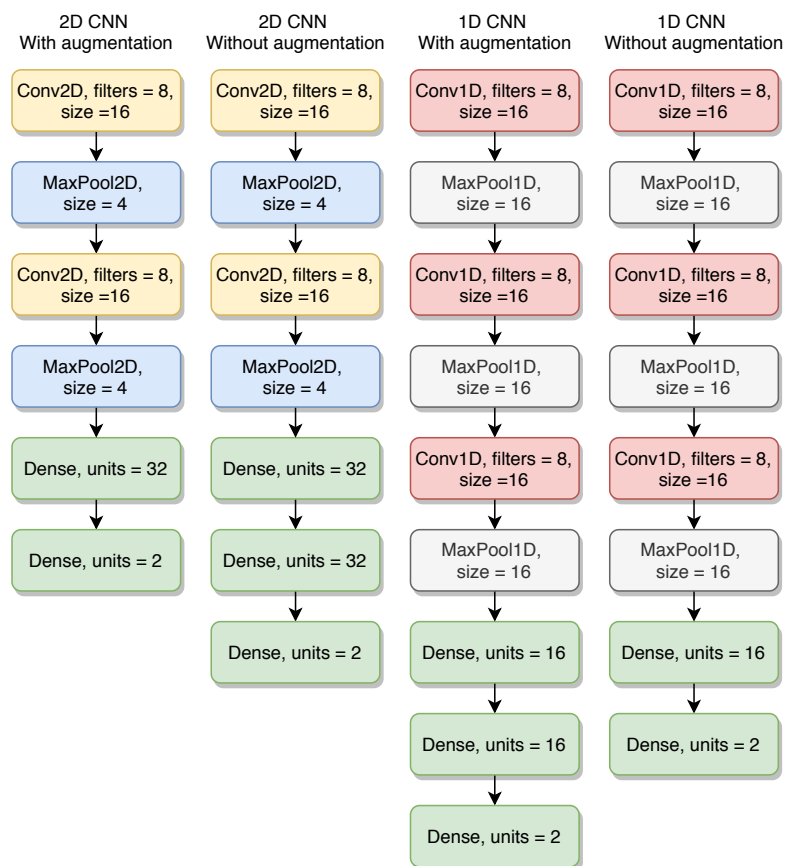 2D CNN
With augmentation
Conv2D, filters = 8,
size =16
MaxPool2D,
size = 4
Conv2D, filters = 8,
size =16
MaxPool2D,
size = 4
Dense, units = 32
Dense, units = 2
2D CNN
Without augmentation
Conv2D, filters = 8,
size =16
MaxPool2D,
size = 4
Conv2D, filters = 8,
size =16
MaxPool2D,
size = 4
Dense, units = 32
Dense, units = 32
Dense, units = 2
1D CNN
With augmentation
Conv1D, filters = 8,
size =16
MaxPool1D,
size = 16
Conv1D, filters = 8,
size =16
MaxPool1D,
size = 16
Conv1D, filters = 8,
size =16
MaxPool1D,
size = 16
Dense, units = 16
Dense, units = 16
Dense, units = 2
1D CNN
Without augmentation
Conv1D, filters = 8,
size =16
MaxPool1D,
size = 16
Conv1D, filters = 8,
size =16
MaxPool1D,
size = 16
Conv1D, filters = 8,
size =16
MaxPool1D,
size = 16
Dense, units = 16
Dense, units = 2